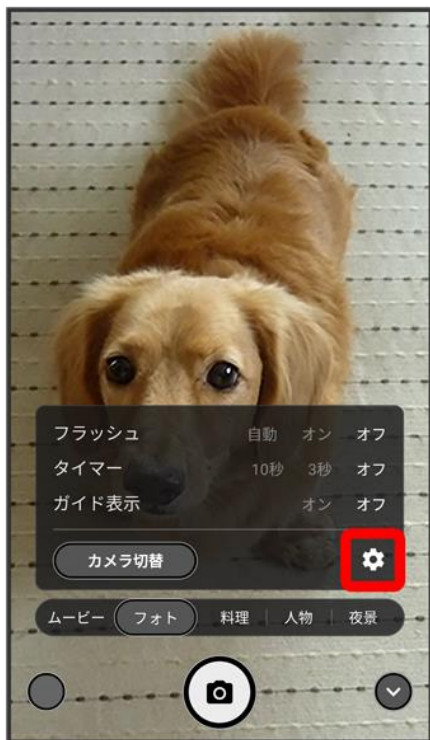 フラッシュ 自動 オン オフ
タイマー 10秒 3秒 オフ
ガイド表示 オン オフ
カメラ切替
ムービー フォト 料理 人物 夜景